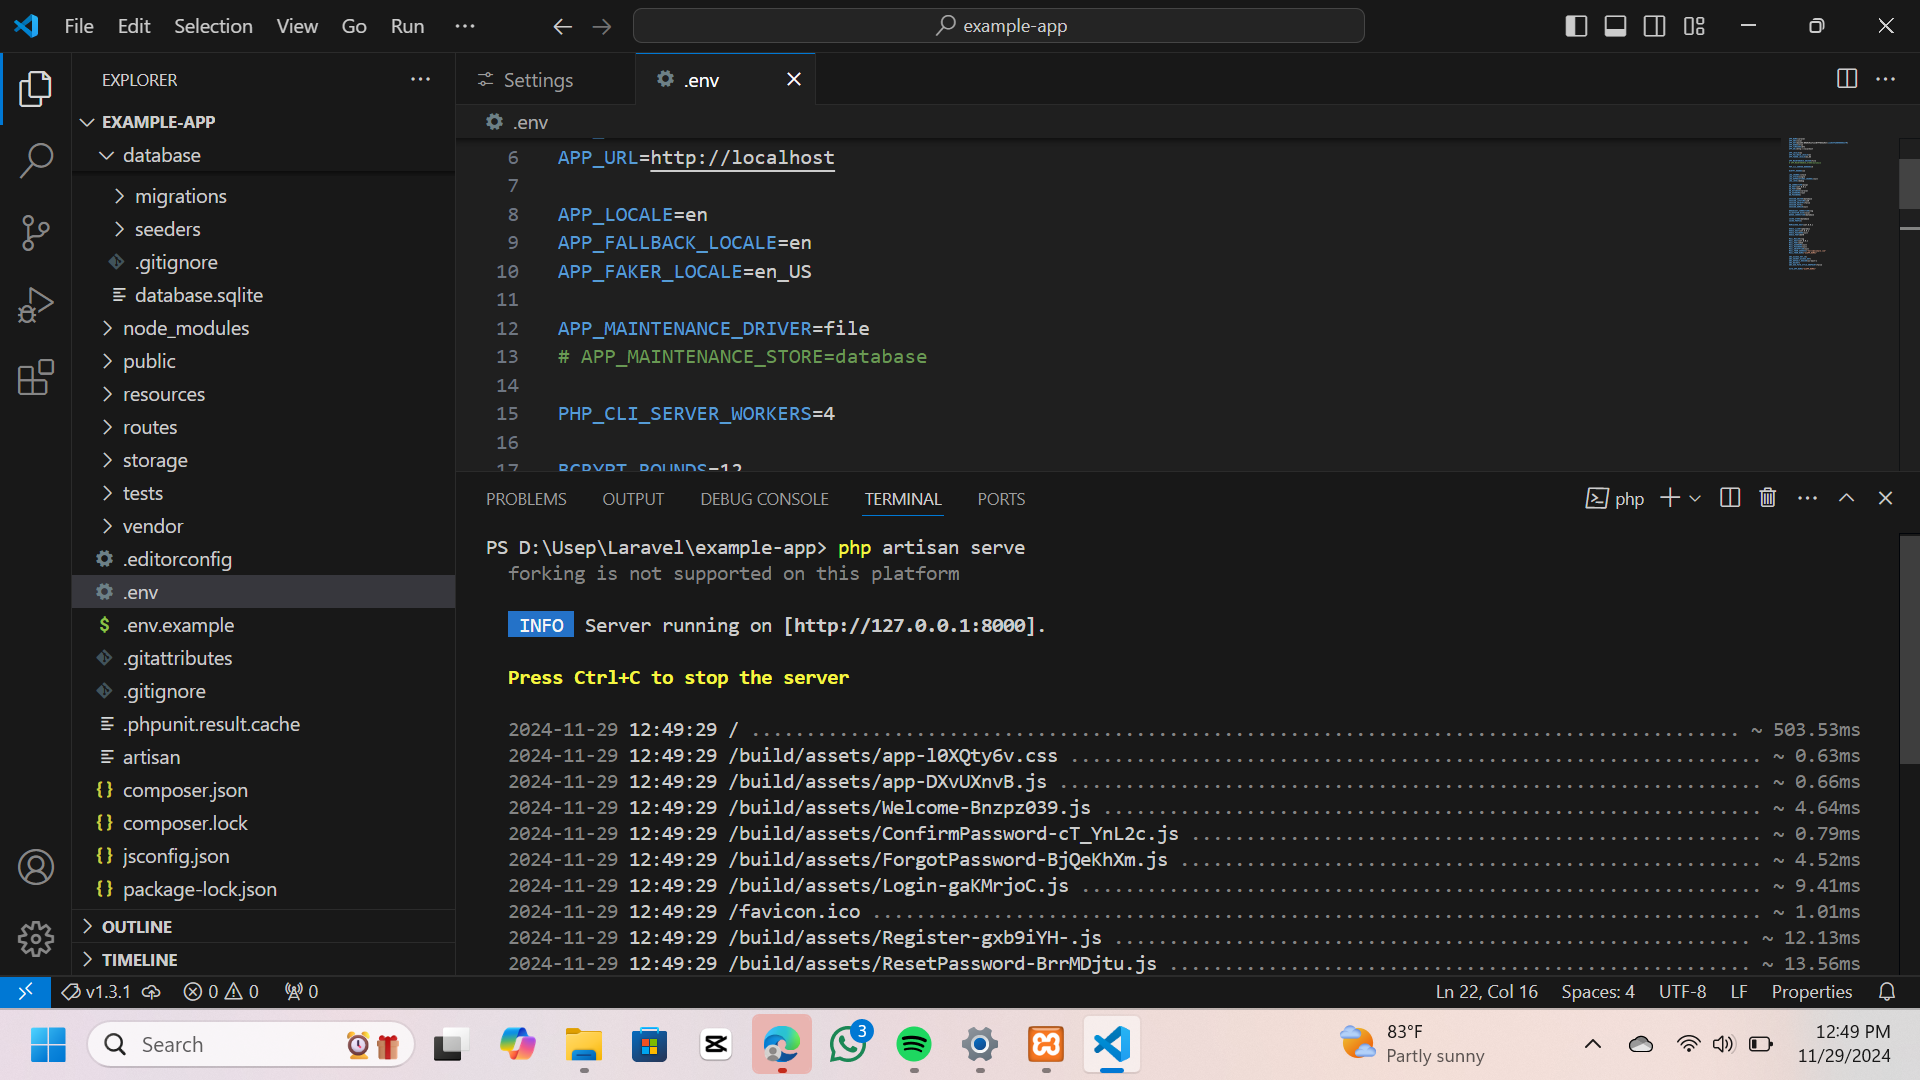 File Edit Selection View Go Run ···
example-app
EXPLORER
Settings
.env
EXAMPLE-APP
.env
database
migrations
seeders
.gitignore
database.sqlite
node_modules
public
resources
routes
storage
tests
vendor
.editorconfig
.env
.env.example
.gitattributes
.gitignore
.phpunit.result.cache
artisan
composer.json
composer.lock
jsconfig.json
package-lock.json
OUTLINE
TIMELINE
6 APP_URL=http://localhost
7
8 APP_LOCALE=en
9 APP_FALLBACK_LOCALE=en
10 APP_FAKER_LOCALE=en_US
11
12 APP_MAINTENANCE_DRIVER=file
13 # APP_MAINTENANCE_STORE=database
14
15 PHP_CLI_SERVER_WORKERS=4
16
17 BCRYPT_ROUNDS=12
PROBLEMS OUTPUT DEBUG CONSOLE TERMINAL PORTS
php
PS D:\Usep\Laravel\example-app> php artisan serve
forking is not supported on this platform
INFO Server running on [http://127.0.0.1:8000].
Press Ctrl+C to stop the server
2024-11-29 12:49:29 / ........ ~ 503.53ms
2024-11-29 12:49:29 /build/assets/app-l0XQty6v.css ........ ~ 0.63ms
2024-11-29 12:49:29 /build/assets/app-DXvUXnvB.js ........ ~ 0.66ms
2024-11-29 12:49:29 /build/assets/Welcome-Bnzpz039.js ........ ~ 4.64ms
2024-11-29 12:49:29 /build/assets/ConfirmPassword-cT_YnL2c.js ........ ~ 0.79ms
2024-11-29 12:49:29 /build/assets/ForgotPassword-BjQeKhXm.js ........ ~ 4.52ms
2024-11-29 12:49:29 /build/assets/Login-gaKMrjoC.js ........ ~ 9.41ms
2024-11-29 12:49:29 /favicon.ico ........ ~ 1.01ms
2024-11-29 12:49:29 /build/assets/Register-gxb9iYH-.js ........ ~ 12.13ms
2024-11-29 12:49:29 /build/assets/ResetPassword-BrrMDjtu.js ........ ~ 13.56ms
v1.3.1 0 0 0
Ln 22, Col 16 Spaces: 4 UTF-8 LF Properties
Search
3
83°F
Partly sunny
12:49 PM
11/29/2024